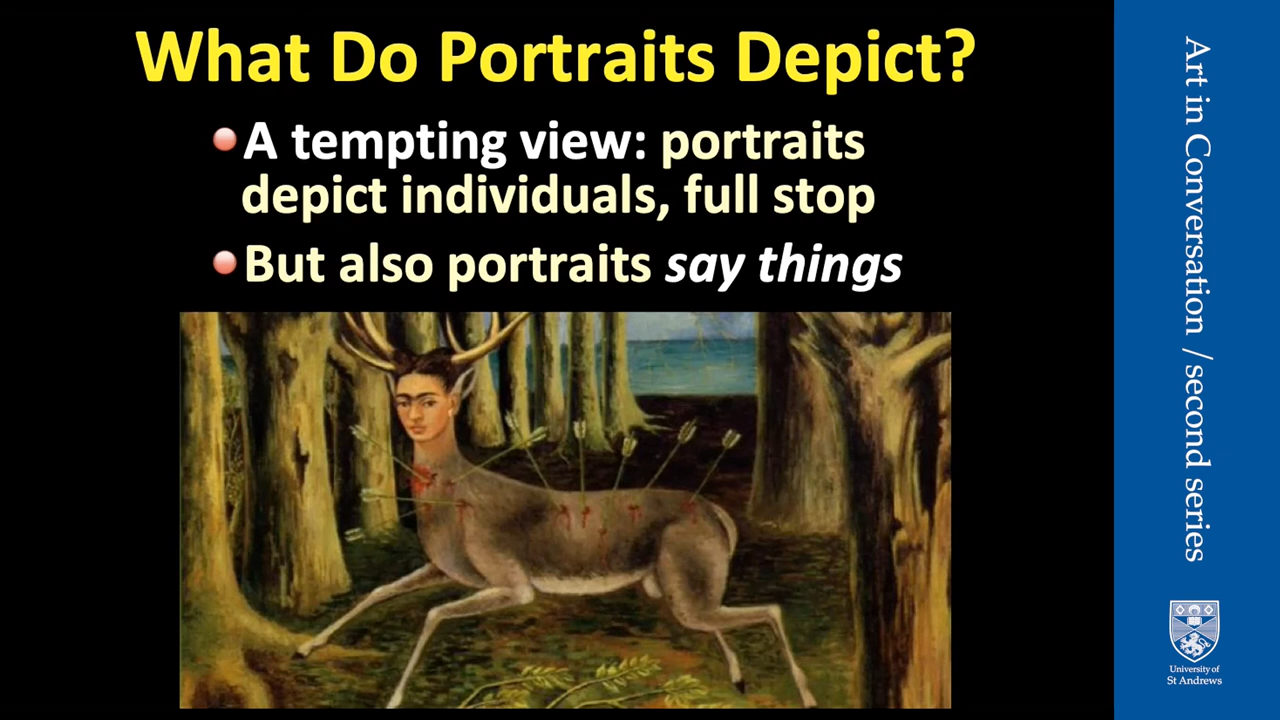 What Do Portraits Depict?
A tempting view: portraits
depict individuals, full stop
But also portraits say things
Art in Conversation / second series
University of
St Andrews